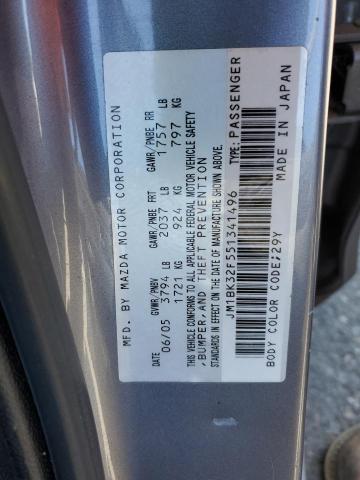 MFD. BY MAZDA MOTOR CORPORATION
GVWR/PNBV GAWR/PNBE FRT GAWR/PNBE RR
DATE 3794 LB 2037 LB 1757 LB
06/05 1721 KG 924 KG 797 KG
THIS VEHICLE CONFORMS TO ALL APPLICABLE FEDERAL MOTOR VEHICLE SAFETY
, BUMPER, AND THEFT PREVENTION
STANDARDS IN EFFECT ON THE DATE OF MANUFACTURE SHOWN ABOVE.
JM1BK32F551341496 TYPE: PASSENGER
BODY COLOR CODE;29Y MADE IN JAPAN